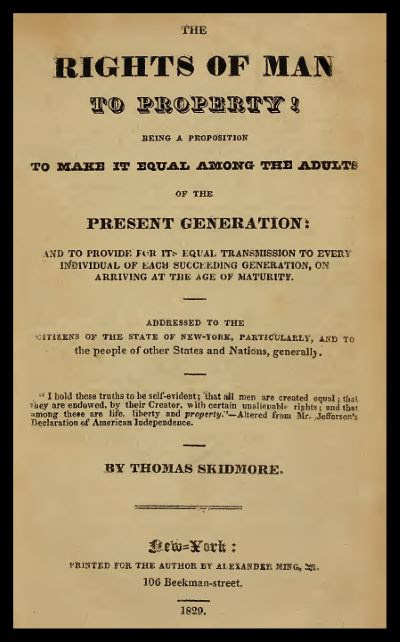 THE
RIGHTS OF MAN
TO PROPERTY!
BEING A PROPOSITION
TO MAKE IT EQUAL AMONG THE ADULTS
OF THE
PRESENT GENERATION:
AND TO PROVIDE FOR ITS EQUAL TRANSMISSION TO EVERY
INDIVIDUAL OF EACH SUCCEEDING GENERATION, ON
ARRIVING AT THE AGE OF MATURITY.
ADDRESSED TO THE
CITIZENS OF THE STATE OF NEW-YORK, PARTICULARLY, AND TO
the people of other States and Nations, generally.
"I hold these truths to be self-evident; that all men are created equal; that
they are endowed, by their Creator, with certain unalienable rights; and that
among these are life, liberty and property."—Altered from Mr. Jefferson's
Declaration of American Independence.
BY THOMAS SKIDMORE.
New-York:
PRINTED FOR THE AUTHOR BY ALEXANDER MING, JR.
106 Beekman-street.
1829.